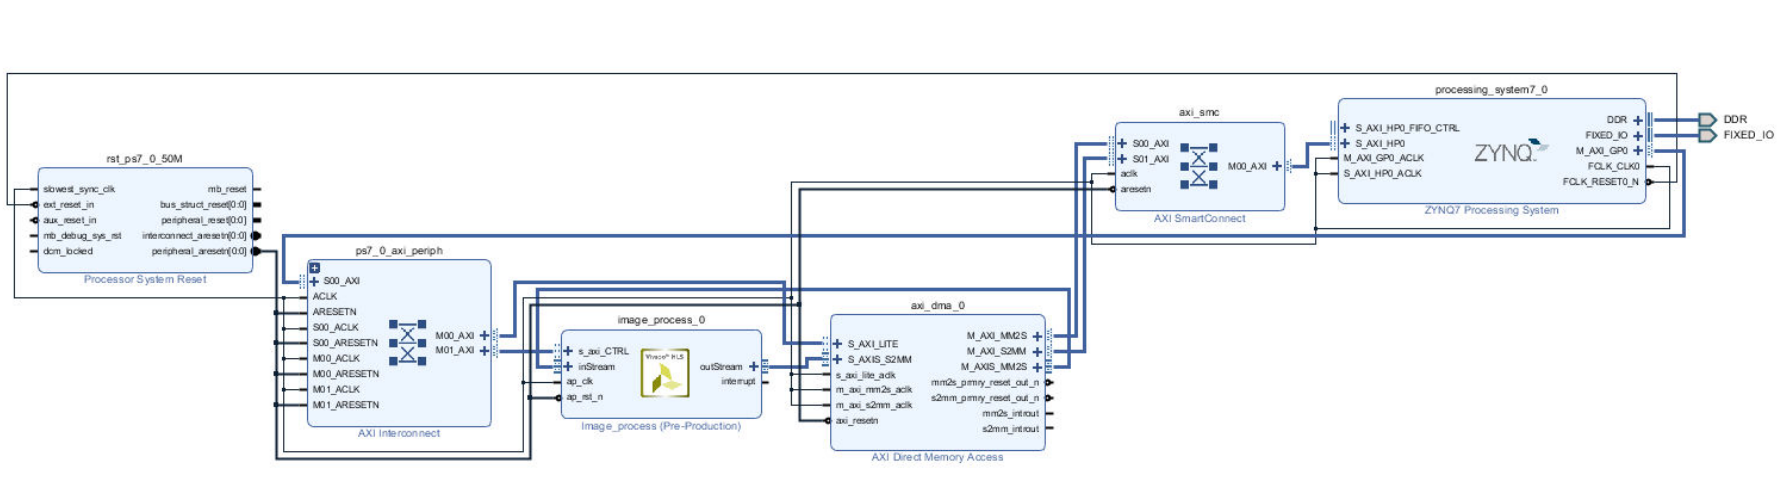 processing_system7_0
DDR
S_AXI_HP0_FIFO_CTRL
FIXED_IO
S_AXI_HP0
M_AXI_GP0
M_AXI_GP0_ACLK
FCLK_CLK0
S_AXI_HP0_ACLK
FCLK_RESET0_N
ZYNQ
ZYNQ7 Processing System
DDR
FIXED_IO
axi_smc
S00_AXI
S01_AXI
aclk
aresetn
M00_AXI
AXI SmartConnect
rst_ps7_0_50M
slowest_sync_clk
ext_reset_in
aux_reset_in
mb_debug_sys_rst
dcm_locked
mb_reset
bus_struct_reset[0:0]
peripheral_reset[0:0]
interconnect_aresetn[0:0]
peripheral_aresetn[0:0]
Processor System Reset
ps7_0_axi_periph
S00_AXI
ACLK
ARESETN
S00_ACLK
S00_ARESETN
M00_ACLK
M00_ARESETN
M01_ACLK
M01_ARESETN
M00_AXI
M01_AXI
AXI Interconnect
image_process_0
s_axi_CTRL
inStream
ap_clk
ap_rst_n
Vivado® HLS
outStream
interrupt
Image_process (Pre-Production)
axi_dma_0
S_AXI_LITE
S_AXIS_S2MM
s_axi_lite_aclk
m_axi_mm2s_aclk
m_axi_s2mm_aclk
axi_resetn
M_AXI_MM2S
M_AXI_S2MM
M_AXIS_MM2S
mm2s_prmry_reset_out_n
s2mm_prmry_reset_out_n
mm2s_introut
s2mm_introut
AXI Direct Memory Access